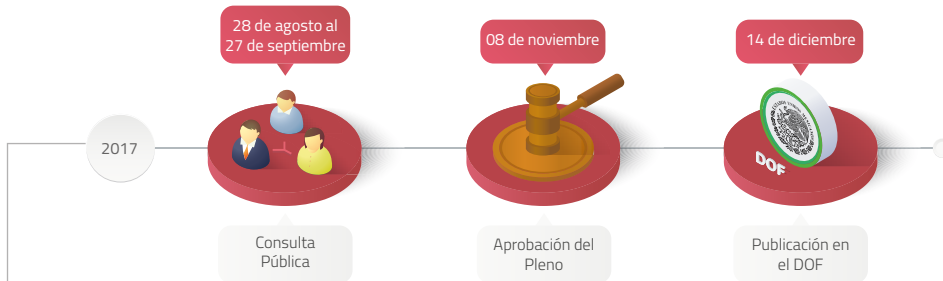 28 de agosto al
27 de septiembre
08 de noviembre
14 de diciembre
2017
DOF
Consulta
Pública
Aprobación del
Pleno
Publicación en
el DOF